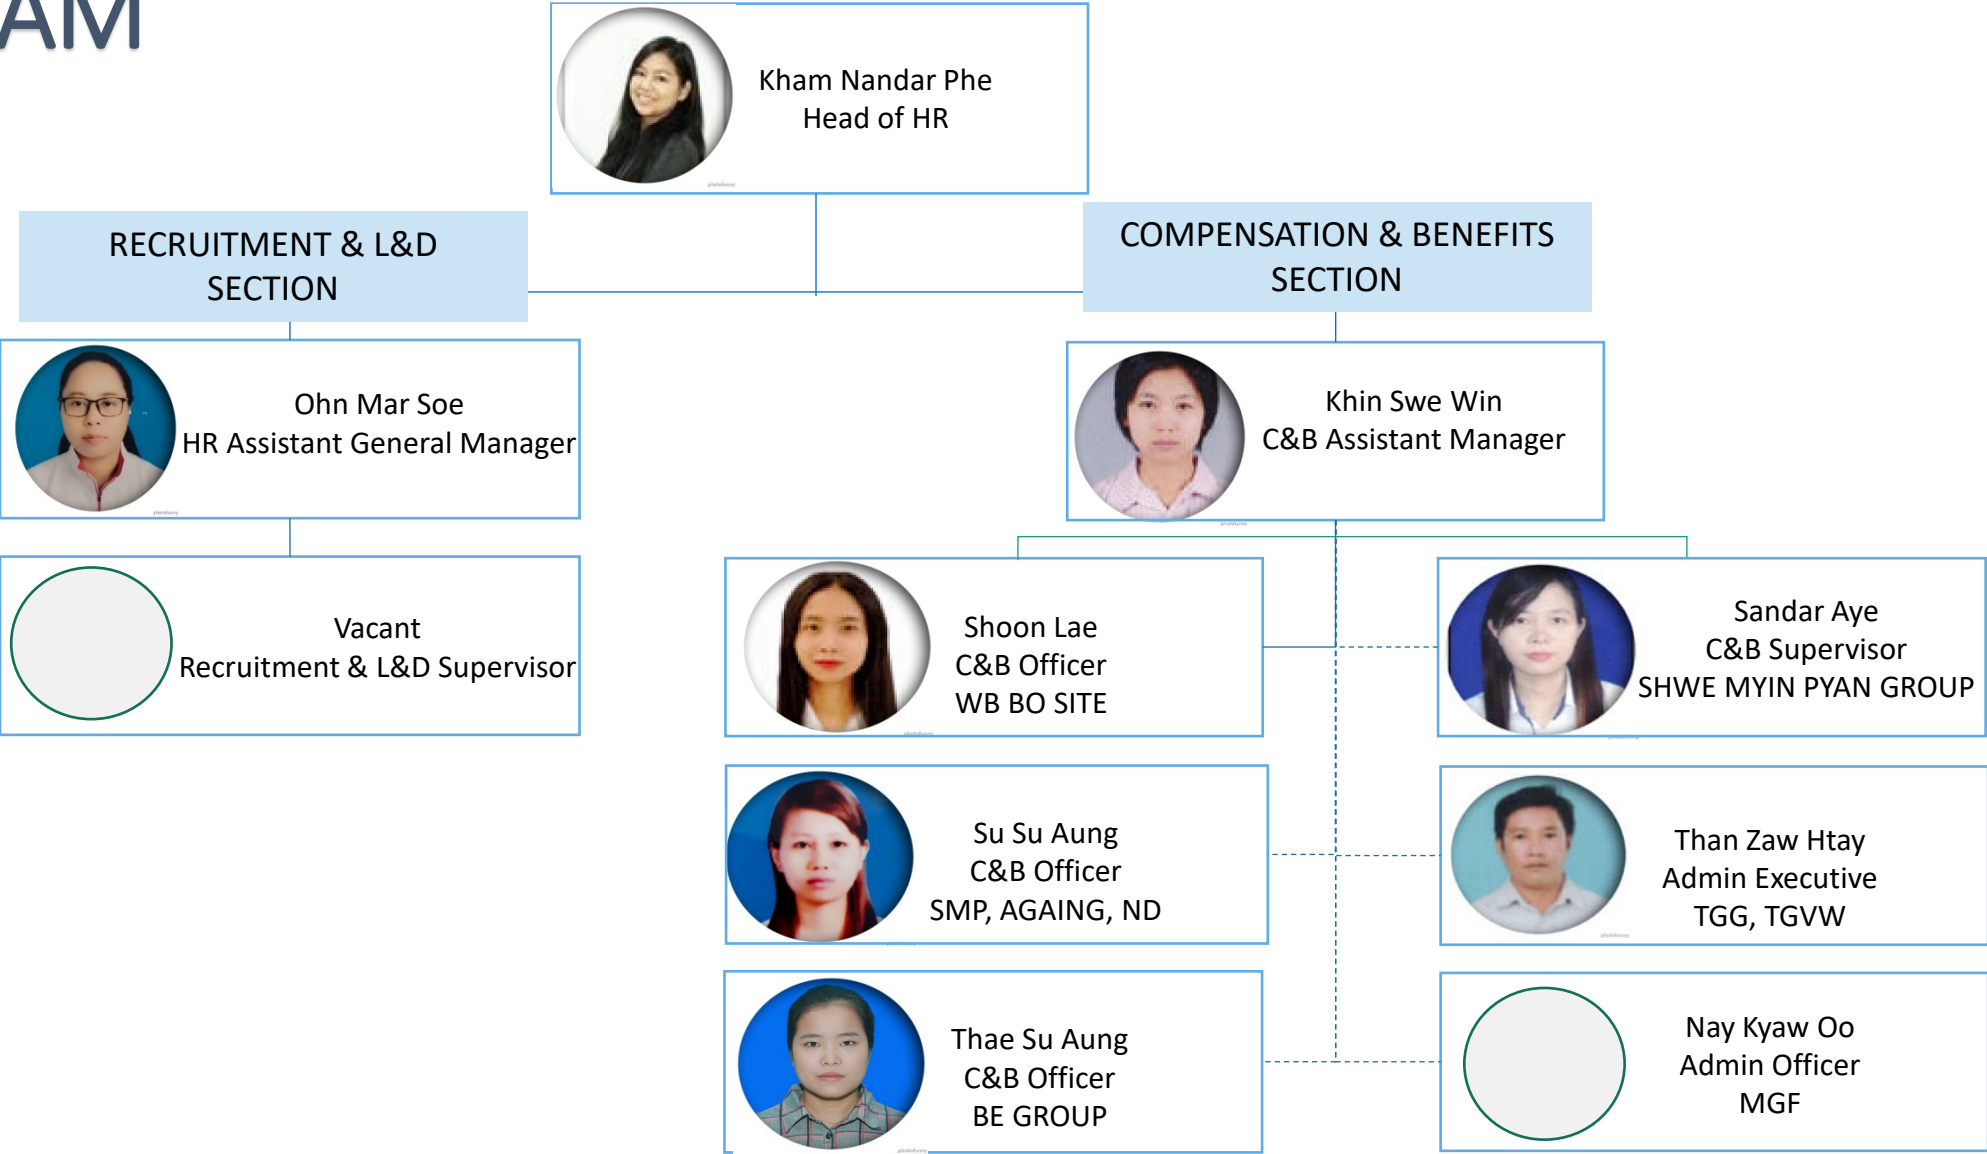 AM
Kham Nandar Phe
Head of HR
RECRUITMENT & L&D
SECTION
COMPENSATION & BENEFITS
SECTION
Ohn Mar Soe
HR Assistant General Manager
Khin Swe Win
C&B Assistant Manager
Vacant
Recruitment & L&D Supervisor
Shoon Lae
C&B Officer
WB BO SITE
Sandar Aye
C&B Supervisor
SHWE MYIN PYAN GROUP
Su Su Aung
C&B Officer
SMP, AGAING, ND
Than Zaw Htay
Admin Executive
TGG, TGVW
Thae Su Aung
C&B Officer
BE GROUP
Nay Kyaw Oo
Admin Officer
MGF